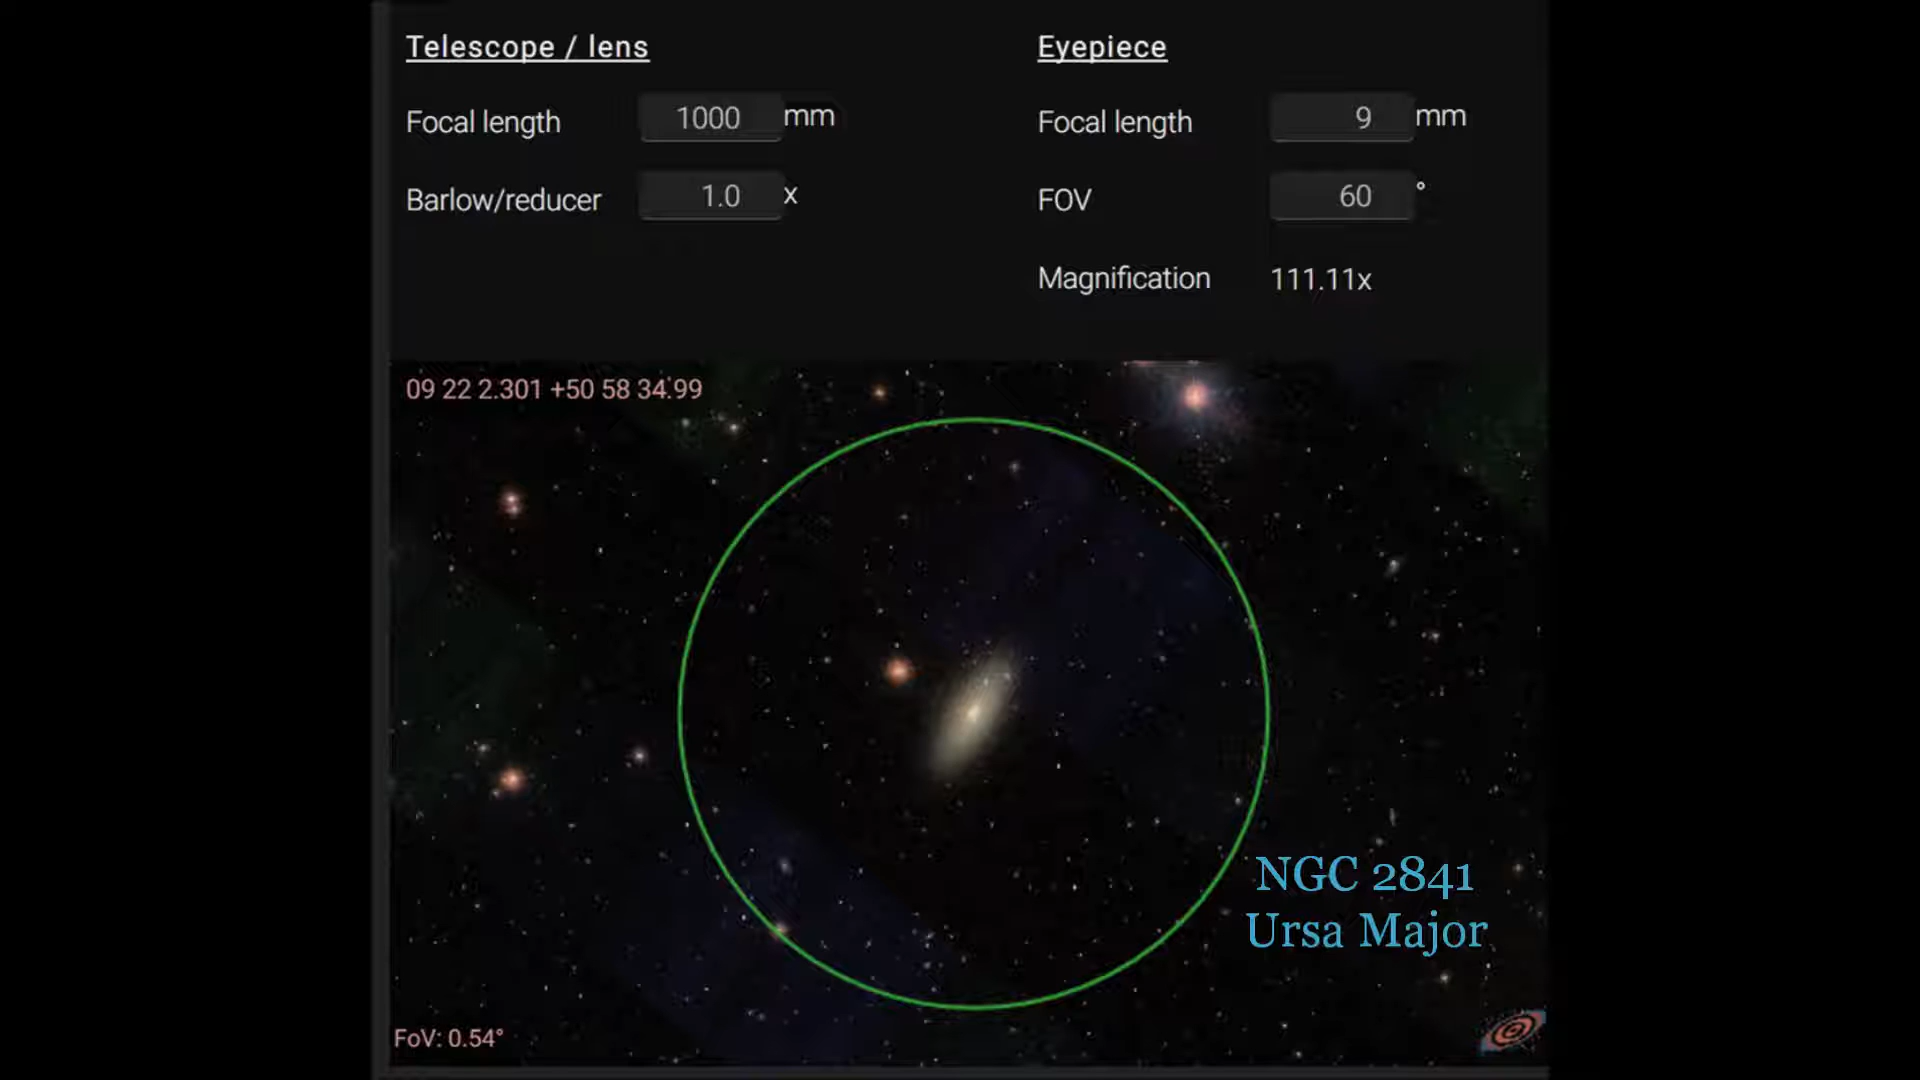 Telescope / lens
Eyepiece
Focal length 1000 mm
Focal length 9 mm
Barlow/reducer 1.0 x
FOV 60 °
Magnification 111.11x
09 22 2.301 +50 58 34.99
NGC 2841
Ursa Major
FoV: 0.54°